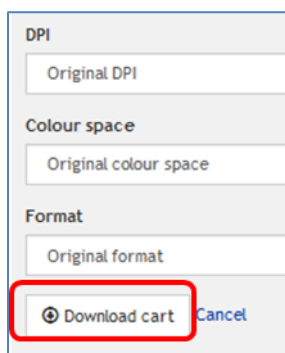 DPI
Original DPI
Colour space
Original colour space
Format
Original format
Download cart Cancel